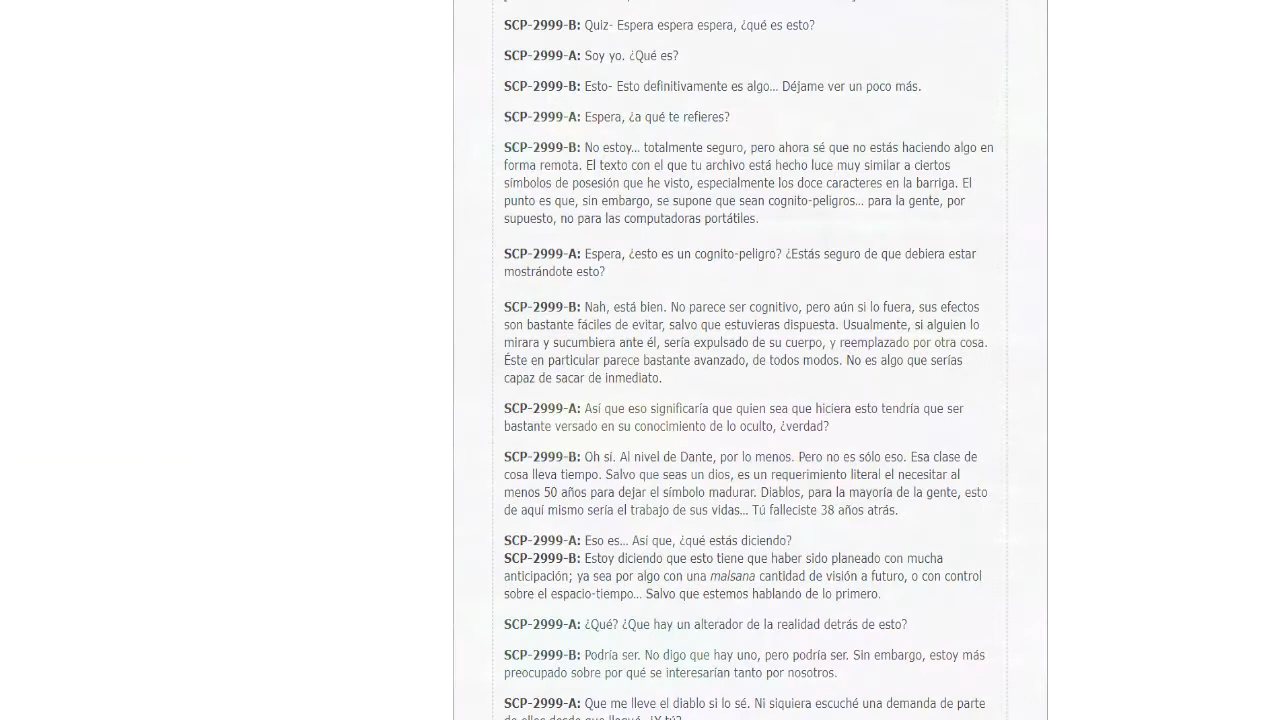 SCP-2999-B: Quiz- Espera espera espera, ¿qué es esto?
SCP-2999-A: Soy yo. ¿Qué es?
SCP-2999-B: Esto- Esto definitivamente es algo... Déjame ver un poco más.
SCP-2999-A: Espera, ¿a qué te refieres?
SCP-2999-B: No estoy... totalmente seguro, pero ahora sé que no estás haciendo algo en
forma remota. El texto con el que tu archivo está hecho luce muy similar a ciertos
símbolos de posesión que he visto, especialmente los doce caracteres en la barriga. El
punto es que, sin embargo, se supone que sean cognito-peligros... para la gente, por
supuesto, no para las computadoras portátiles.
SCP-2999-A: Espera, ¿esto es un cognito-peligro? ¿Estás seguro de que debiera estar
mostrándote esto?
SCP-2999-B: Nah, está bien. No parece ser cognitivo, pero aún si lo fuera, sus efectos
son bastante fáciles de evitar, salvo que estuvieras dispuesta. Usualmente, si alguien lo
mirara y sucumbiera ante él, sería expulsado de su cuerpo, y reemplazado por otra cosa.
Éste en particular parece bastante avanzado, de todos modos. No es algo que serías
capaz de sacar de inmediato.
SCP-2999-A: Así que eso significaría que quien sea que hiciera esto tendría que ser
bastante versado en su conocimiento de lo oculto, ¿verdad?
SCP-2999-B: Oh sí. Al nivel de Dante, por lo menos. Pero no es sólo eso. Esa clase de
cosa lleva tiempo. Salvo que seas un dios, es un requerimiento literal el necesitar al
menos 50 años para dejar el símbolo madurar. Diablos, para la mayoría de la gente, esto
de aquí mismo sería el trabajo de sus vidas... Tú falleciste 38 años atrás.
SCP-2999-A: Eso es... Así que, ¿qué estás diciendo?
SCP-2999-B: Estoy diciendo que esto tiene que haber sido planeado con mucha
anticipación; ya sea por algo con una malsana cantidad de visión a futuro, o con control
sobre el espacio-tiempo... Salvo que estemos hablando de lo primero.
SCP-2999-A: ¿Qué? ¿Que hay un alterador de la realidad detrás de esto?
SCP-2999-B: Podría ser. No digo que hay uno, pero podría ser. Sin embargo, estoy más
preocupado sobre por qué se interesarían tanto por nosotros.
SCP-2999-A: Que me lleve el diablo si lo sé. Ni siquiera escuché una demanda de parte